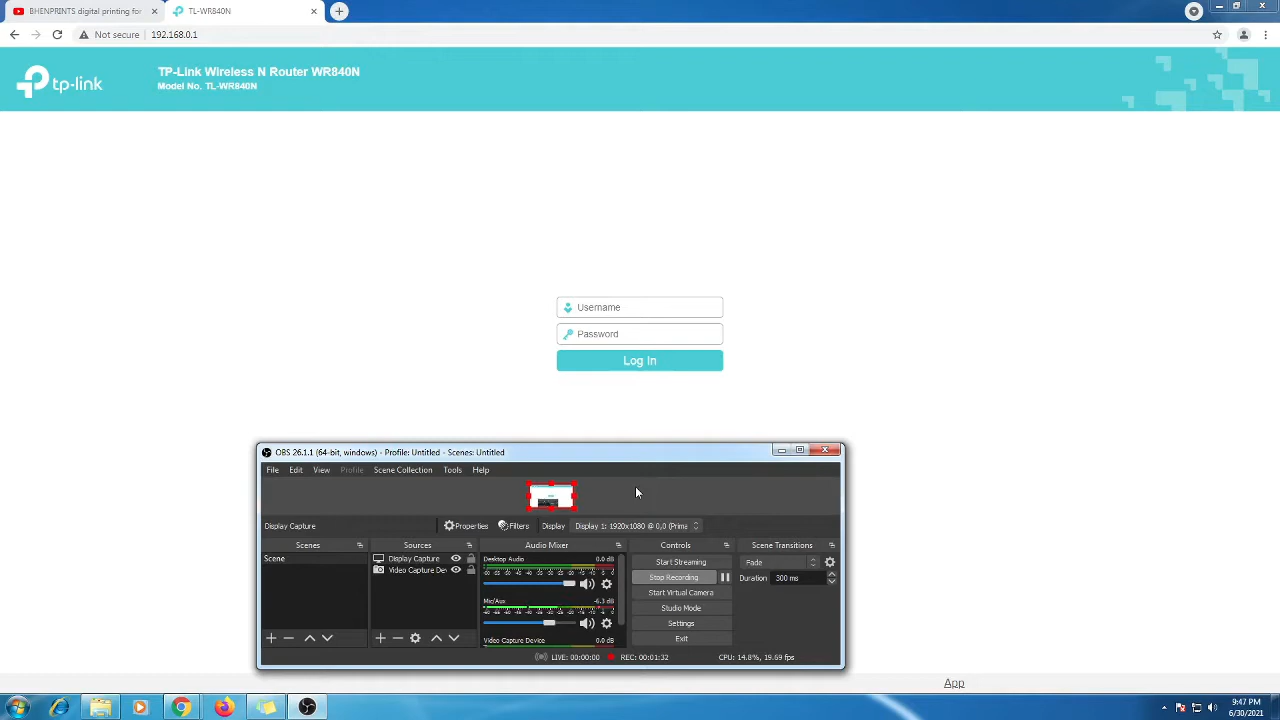 BHENPRINTS digital printing for
TL-WR840N
Not secure
192.168.0.1
tp-link
TP-Link Wireless N Router WR840N
Model No. TL-WR840N
Username
Password
Log In
OBS 26.1.1 (64-bit, windows) - Profile: Untitled - Scenes: Untitled
File Edit View Profile Scene Collection Tools Help
Display Capture
Properties Filters Display Display 1: 1920x1080 @ 0,0 (Prima
Scenes Sources Audio Mixer Controls Scene Transitions
Scene
Display Capture
Video Capture Dev
Desktop Audio 0.0 dB
Mic/Aux -6.3 dB
Video Capture Device 0.0 dB
Start Streaming
Stop Recording
Start Virtual Camera
Studio Mode
Settings
Exit
Fade
Duration 300 ms
LIVE: 00:00:00 REC: 00:01:32 CPU: 14.8%, 19.69 fps
App
9:47 PM
6/30/2021